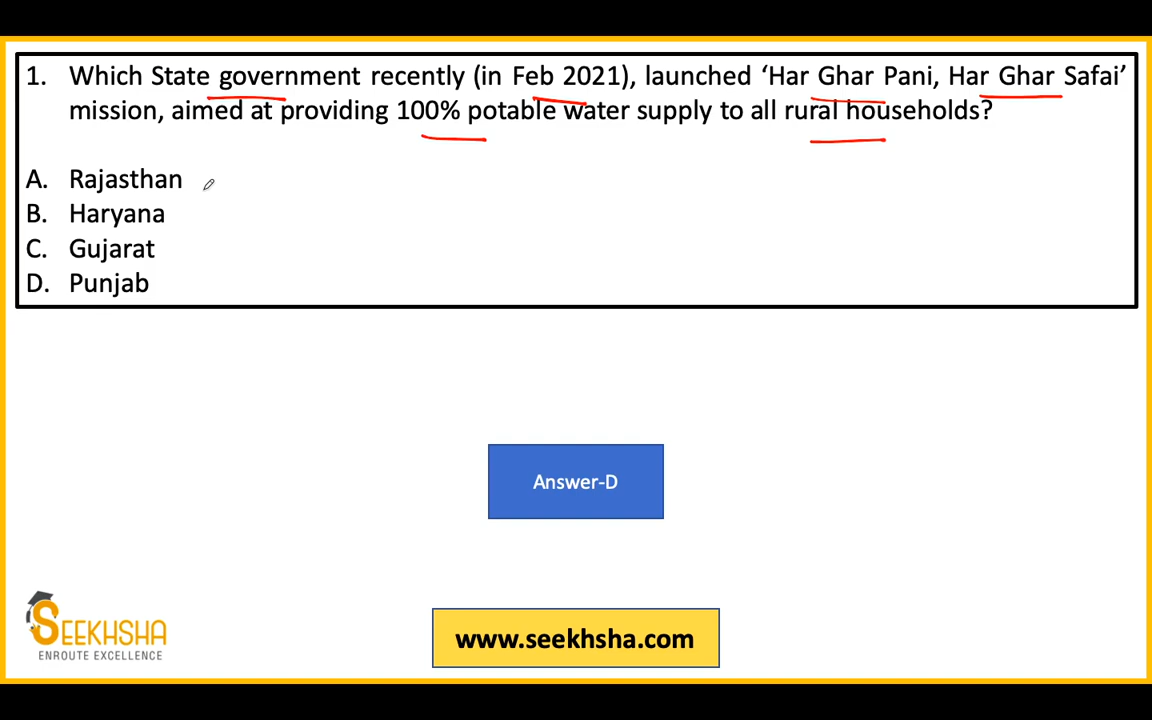 1. Which State government recently (in Feb 2021), launched ‘Har Ghar Pani, Har Ghar Safai’
mission, aimed at providing 100% potable water supply to all rural households?
A. Rajasthan
B. Haryana
C. Gujarat
D. Punjab
Answer-D
SEEKHSHA
ENROUTE EXCELLENCE
www.seekhsha.com